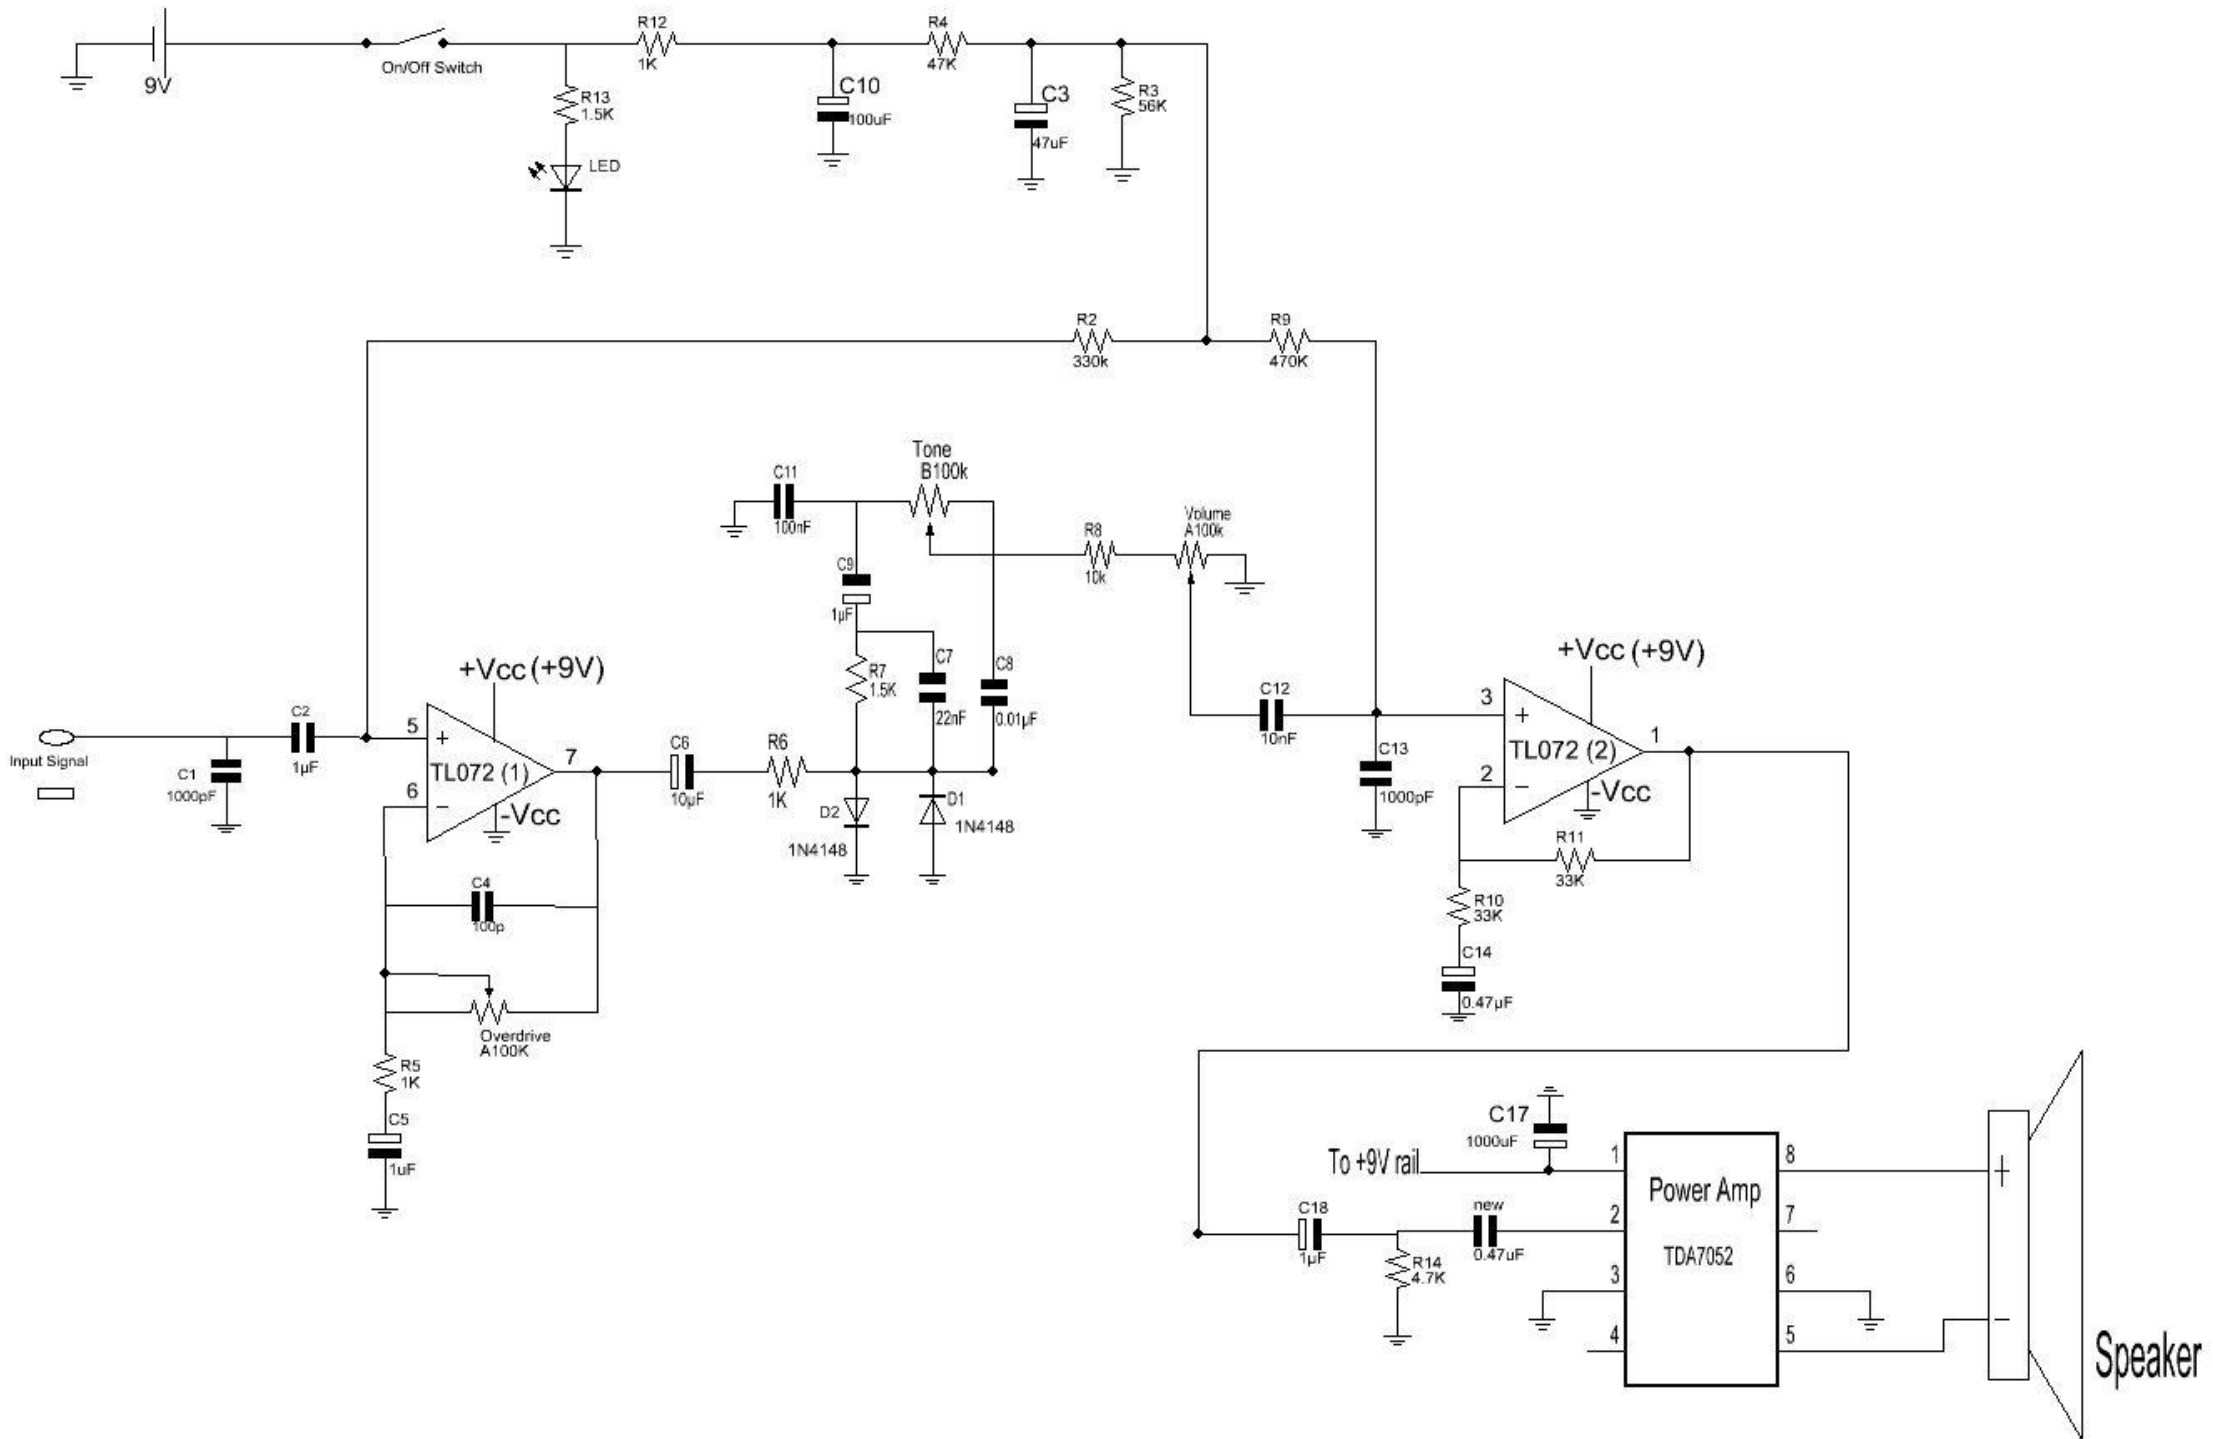 9V
On/Off Switch
R12
1K
R13
1.5K
LED
C10
100uF
R4
47K
C3
47uF
R3
56K
R2
330k
R9
470K
Input Signal
C1
1000pF
C2
1µF
+Vcc (+9V)
5
+
TL072 (1)
7
6
−
-Vcc
C4
100p
Overdrive
A100K
R5
1K
C5
1uF
C6
10µF
R6
1K
D2
1N4148
D1
1N4148
C11
100nF
Tone
B100k
C9
1µF
R7
1.5K
C7
22nF
C8
0.01µF
R8
10k
Volume
A100k
C12
10nF
C13
1000pF
+Vcc (+9V)
3
+
TL072 (2)
1
2
−
-Vcc
R11
33K
R10
33K
C14
0.47µF
C17
1000uF
To +9V rail
C18
1µF
R14
4.7K
new
0.47uF
1
2
3
4
Power Amp
TDA7052
8
7
6
5
+
−
Speaker